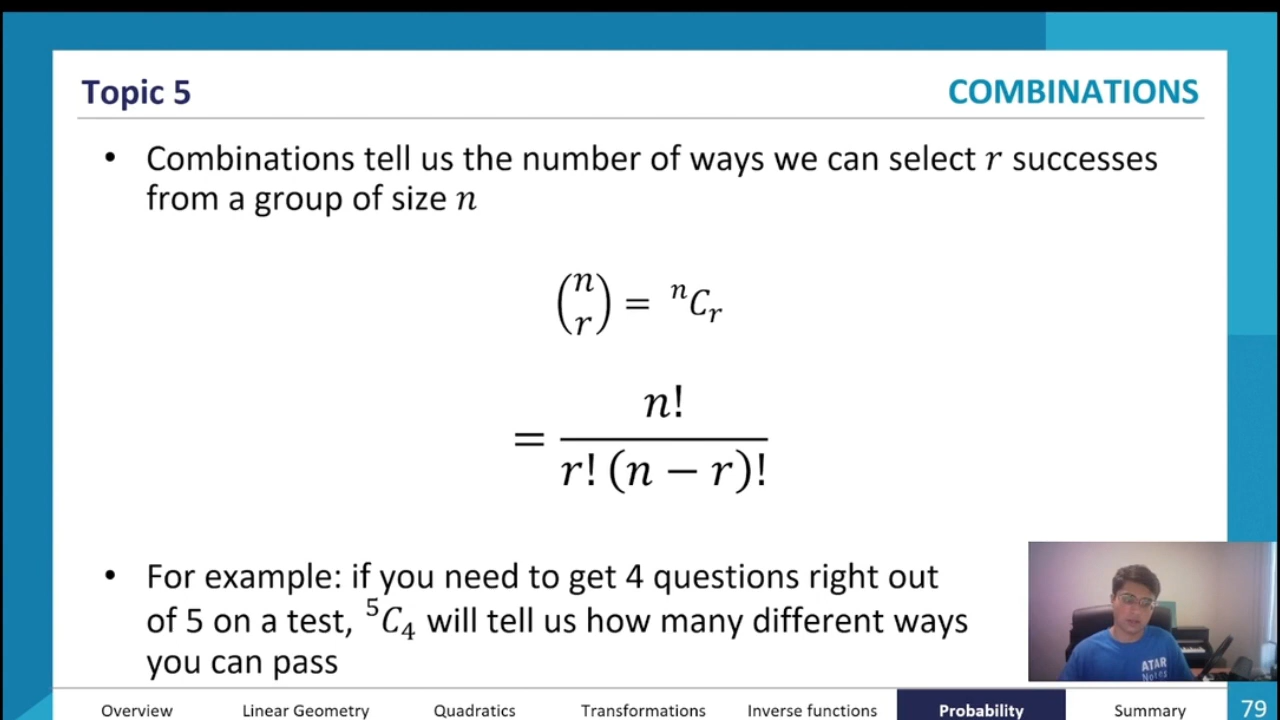 Topic 5
COMBINATIONS
• Combinations tell us the number of ways we can select r successes
from a group of size n
(n r) = ⁿCᵣ
= n! / r! (n − r)!
• For example: if you need to get 4 questions right out
of 5 on a test, ⁵C₄ will tell us how many different ways
you can pass
ATAR
Notes
Overview Linear Geometry Quadratics Transformations Inverse functions Probability Summary 79